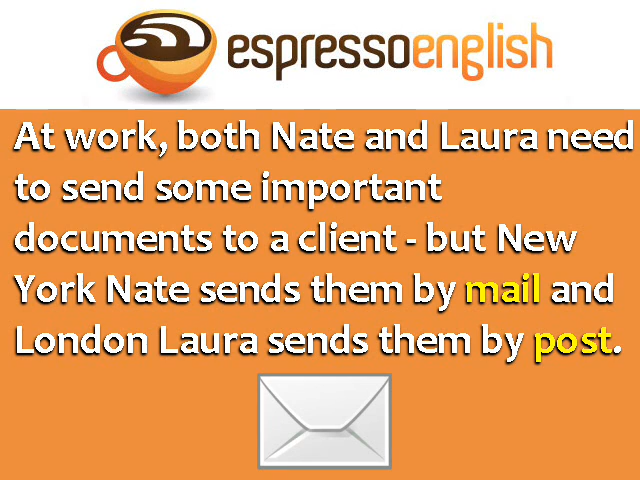 espressoenglish
At work, both Nate and Laura need
to send some important
documents to a client - but New
York Nate sends them by mail and
London Laura sends them by post.